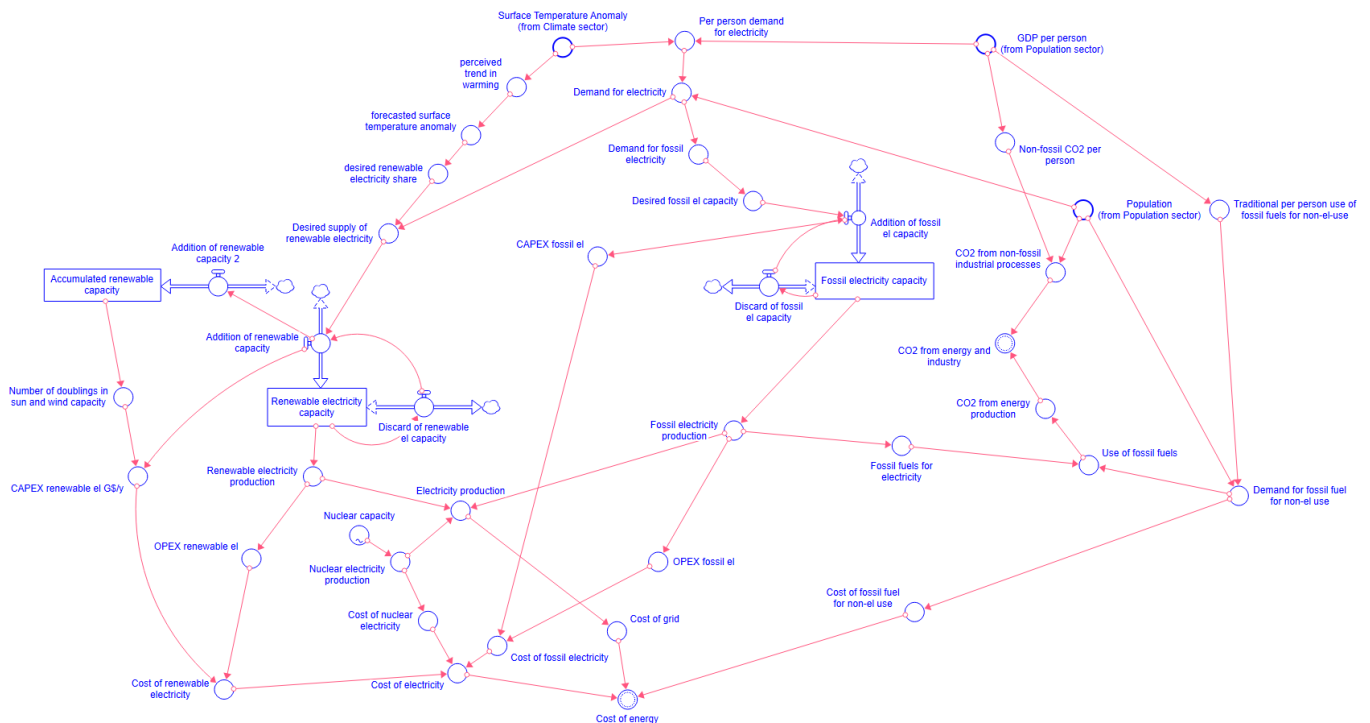 Surface Temperature Anomaly
(from Climate sector)
Per person demand
for electricity
GDP per person
(from Population sector)
perceived
trend in
warming
Demand for electricity
forecasted surface
temperature anomaly
Demand for fossil
electricity
Non-fossil CO2 per
person
desired renewable
electricity share
Desired fossil el capacity
Population
(from Population sector)
Traditional per person use of
fossil fuels for non-el-use
Desired supply of
renewable electricity
Addition of fossil
el capacity
Addition of renewable
capacity 2
CAPEX fossil el
CO2 from non-fossil
industrial processes
Accumulated renewable
capacity
Fossil electricity capacity
Discard of fossil
el capacity
Addition of renewable
capacity
CO2 from energy and
industry
Number of doublings in
sun and wind capacity
Renewable electricity
capacity
Discard of renewable
el capacity
CO2 from energy
production
Fossil electricity
production
Fossil fuels for
electricity
Use of fossil fuels
CAPEX renewable el G$/y
Renewable electricity
production
Electricity production
Demand for fossil fuel
for non-el use
Nuclear capacity
OPEX renewable el
Nuclear electricity
production
OPEX fossil el
Cost of fossil fuel
for non-el use
Cost of nuclear
electricity
Cost of grid
Cost of fossil electricity
Cost of renewable
electricity
Cost of electricity
Cost of energy